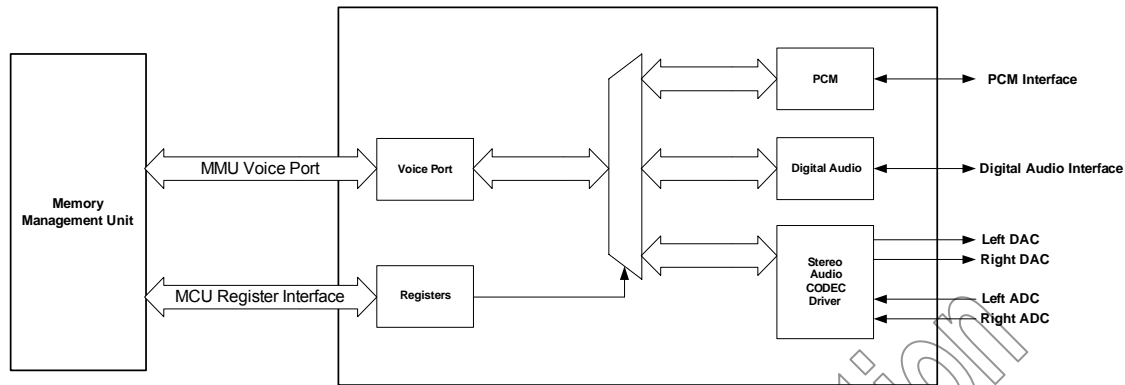 Memory
Management Unit
MMU Voice Port
MCU Register Interface
Voice Port
Registers
PCM
Digital Audio
Stereo
Audio
CODEC
Driver
PCM Interface
Digital Audio Interface
Left DAC
Right DAC
Left ADC
Right ADC